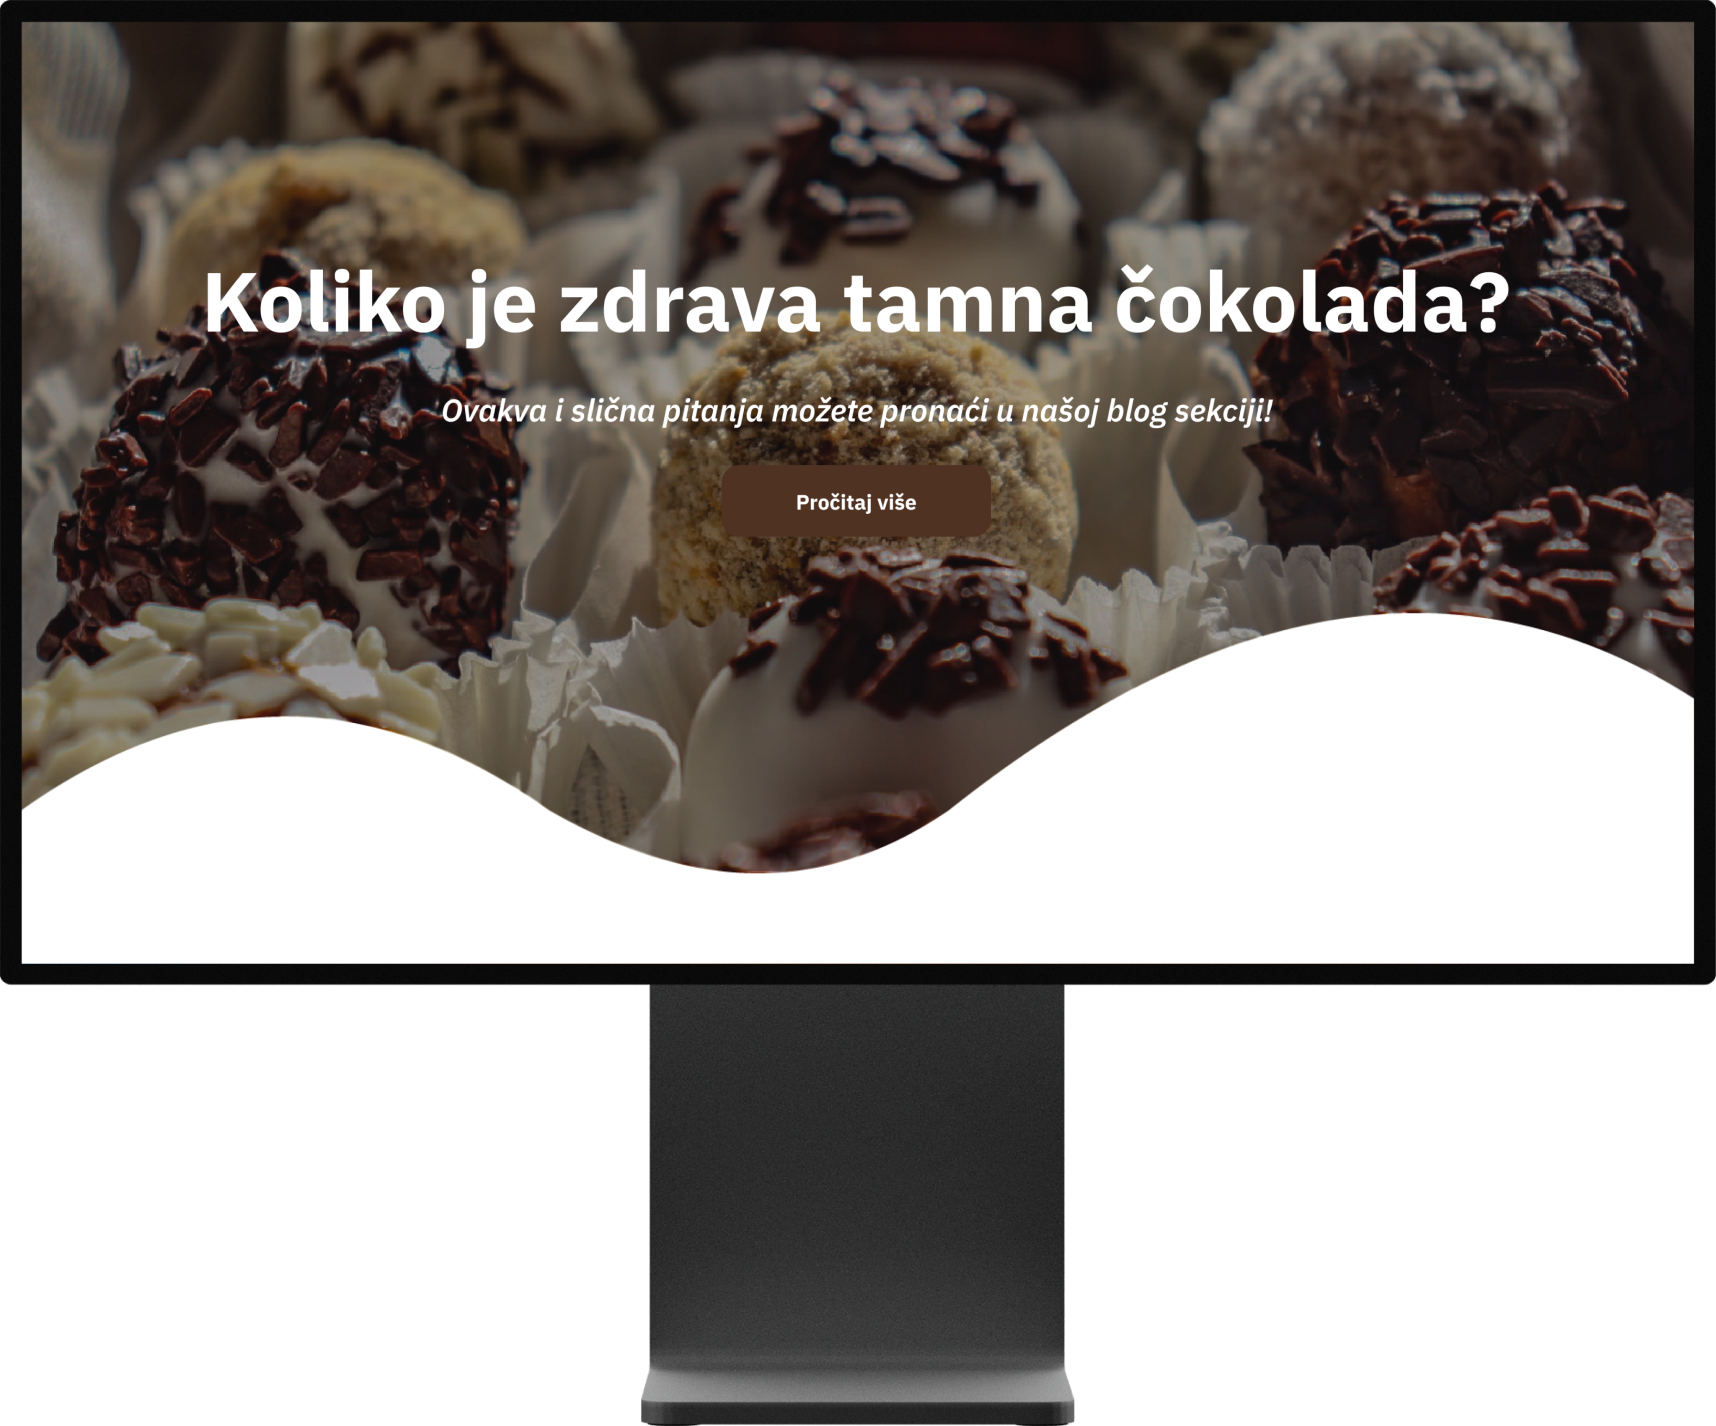 Koliko je zdrava tamna čokolada?
Ovakva i slična pitanja možete pronaći u našoj blog sekciji!
Pročitaj više